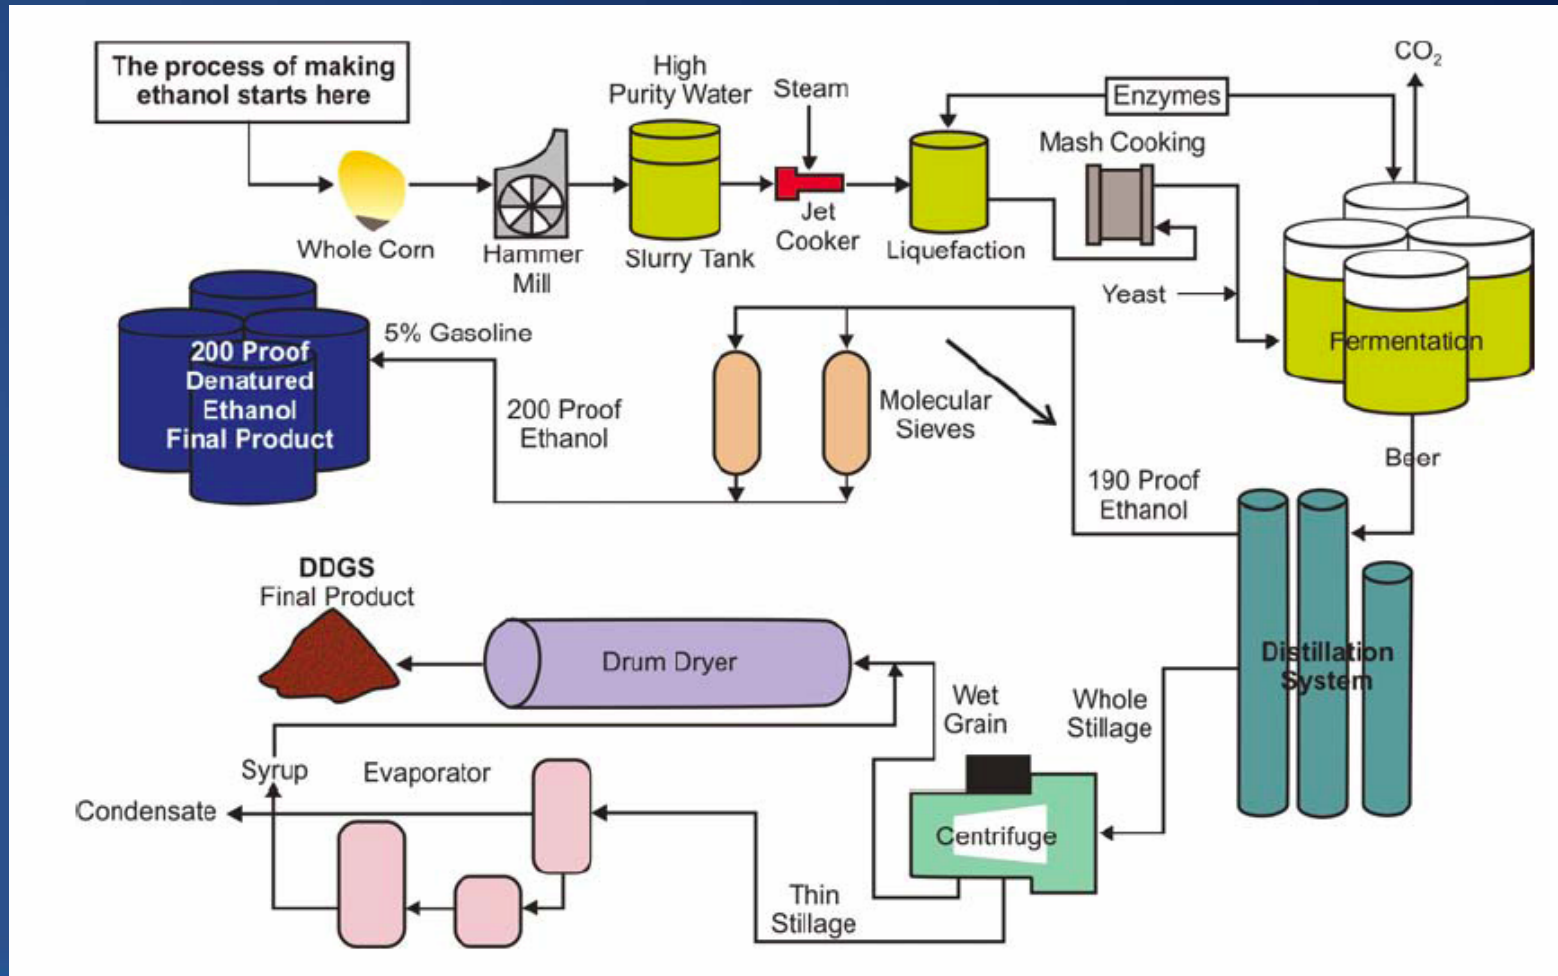 The process of making
ethanol starts here
Whole Corn
Hammer
Mill
High
Purity Water
Slurry Tank
Steam
Jet
Cooker
Liquefaction
Enzymes
Mash Cooking
Yeast
CO₂
Fermentation
Beer
Distillation
System
190 Proof
Ethanol
Molecular
Sieves
200 Proof
Ethanol
5% Gasoline
200 Proof
Denatured
Ethanol
Final Product
Whole
Stillage
Centrifuge
Wet
Grain
Thin
Stillage
Evaporator
Condensate
Syrup
Drum Dryer
DDGS
Final Product